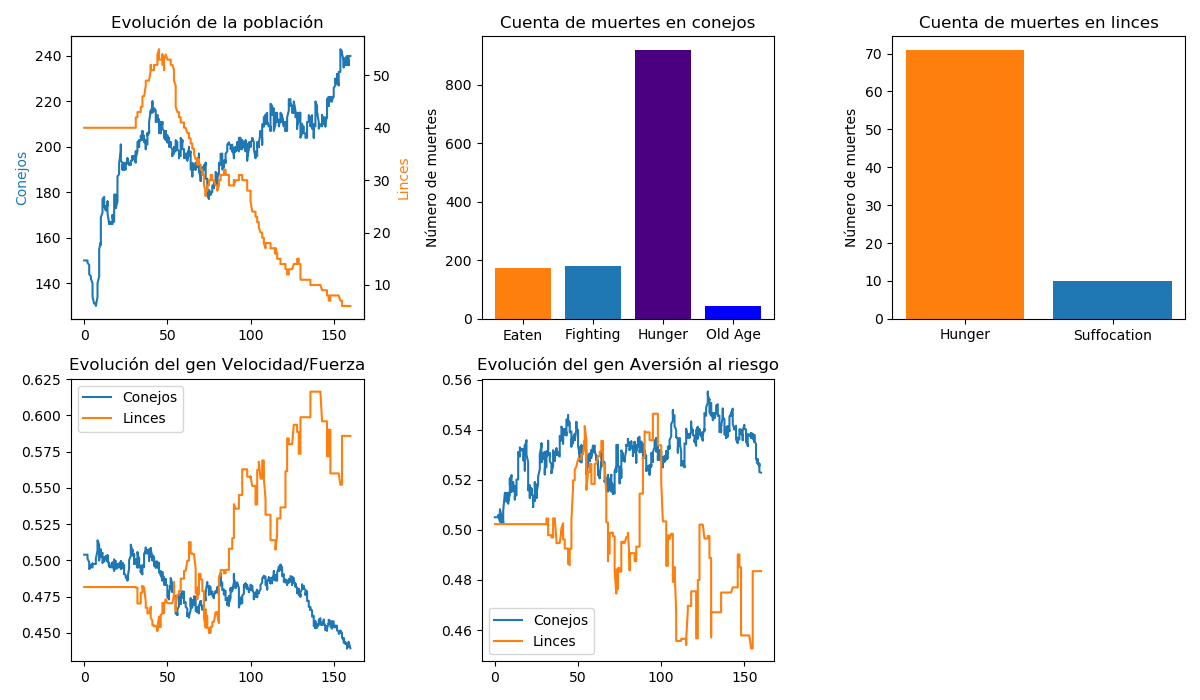 Evolución de la población
Conejos
240
220
200
180
160
140
50
40
30
20
10
Linces
0
50
100
150
Cuenta de muertes en conejos
Número de muertes
800
600
400
200
0
Eaten
Fighting
Hunger
Old Age
Cuenta de muertes en linces
Número de muertes
70
60
50
40
30
20
10
0
Hunger
Suffocation
Evolución del gen Velocidad/Fuerza
0.625
0.600
0.575
0.550
0.525
0.500
0.475
0.450
Conejos
Linces
0
50
100
150
Evolución del gen Aversión al riesgo
0.56
0.54
0.52
0.50
0.48
0.46
Conejos
Linces
0
50
100
150